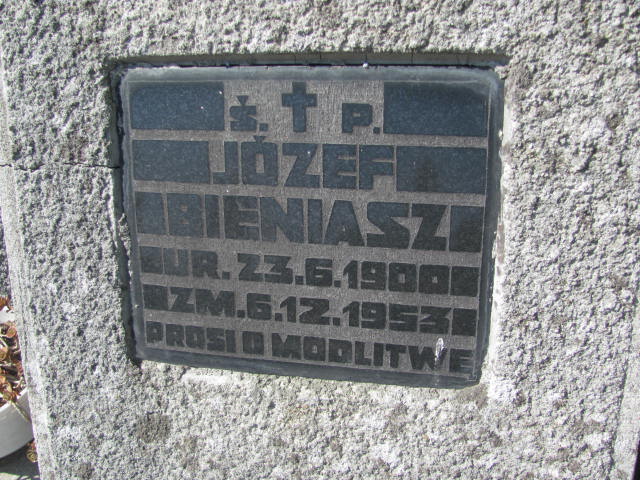 Ś. † P.
JÓZEF
BIENIASZ
UR. 23.6.1900
ZM. 6.12.1953
PROSI O MODLITWĘ